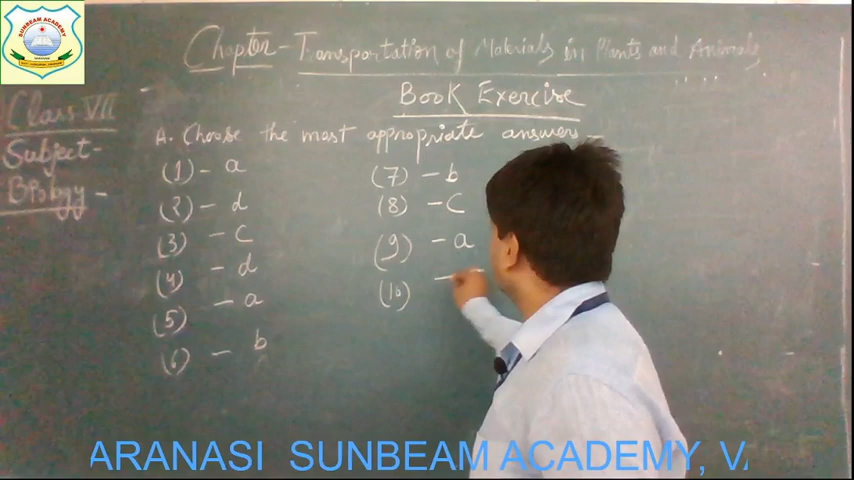 SUNBEAM ACADEMY
Chapter - Transportation of Materials in Plants and Animals
Class-VII
Subject-
Biology -
Book Exercise
A. Choose the most appropriate answers -
(1) - a
(2) - d
(3) - c
(4) - d
(5) - a
(6) - b
(7) - b
(8) - c
(9) - a
(10) -
ARANASI SUNBEAM ACADEMY, VA